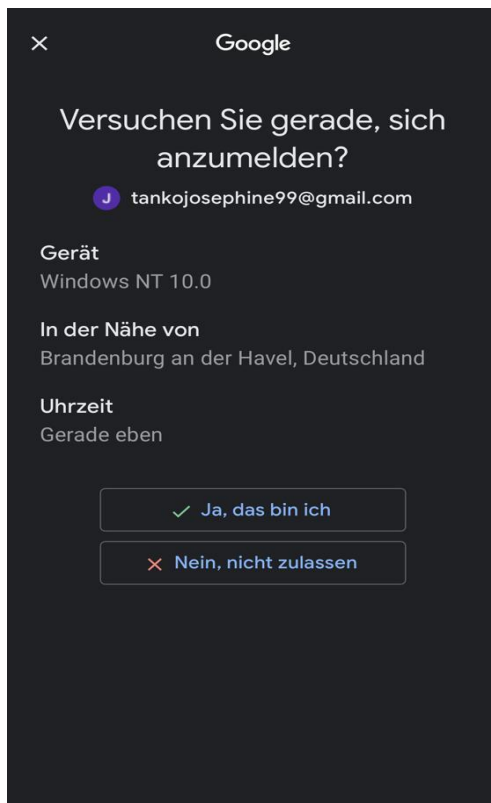 Google
Versuchen Sie gerade, sich
anzumelden?
J tankojosephine99@gmail.com
Gerät
Windows NT 10.0
In der Nähe von
Brandenburg an der Havel, Deutschland
Uhrzeit
Gerade eben
Ja, das bin ich
Nein, nicht zulassen